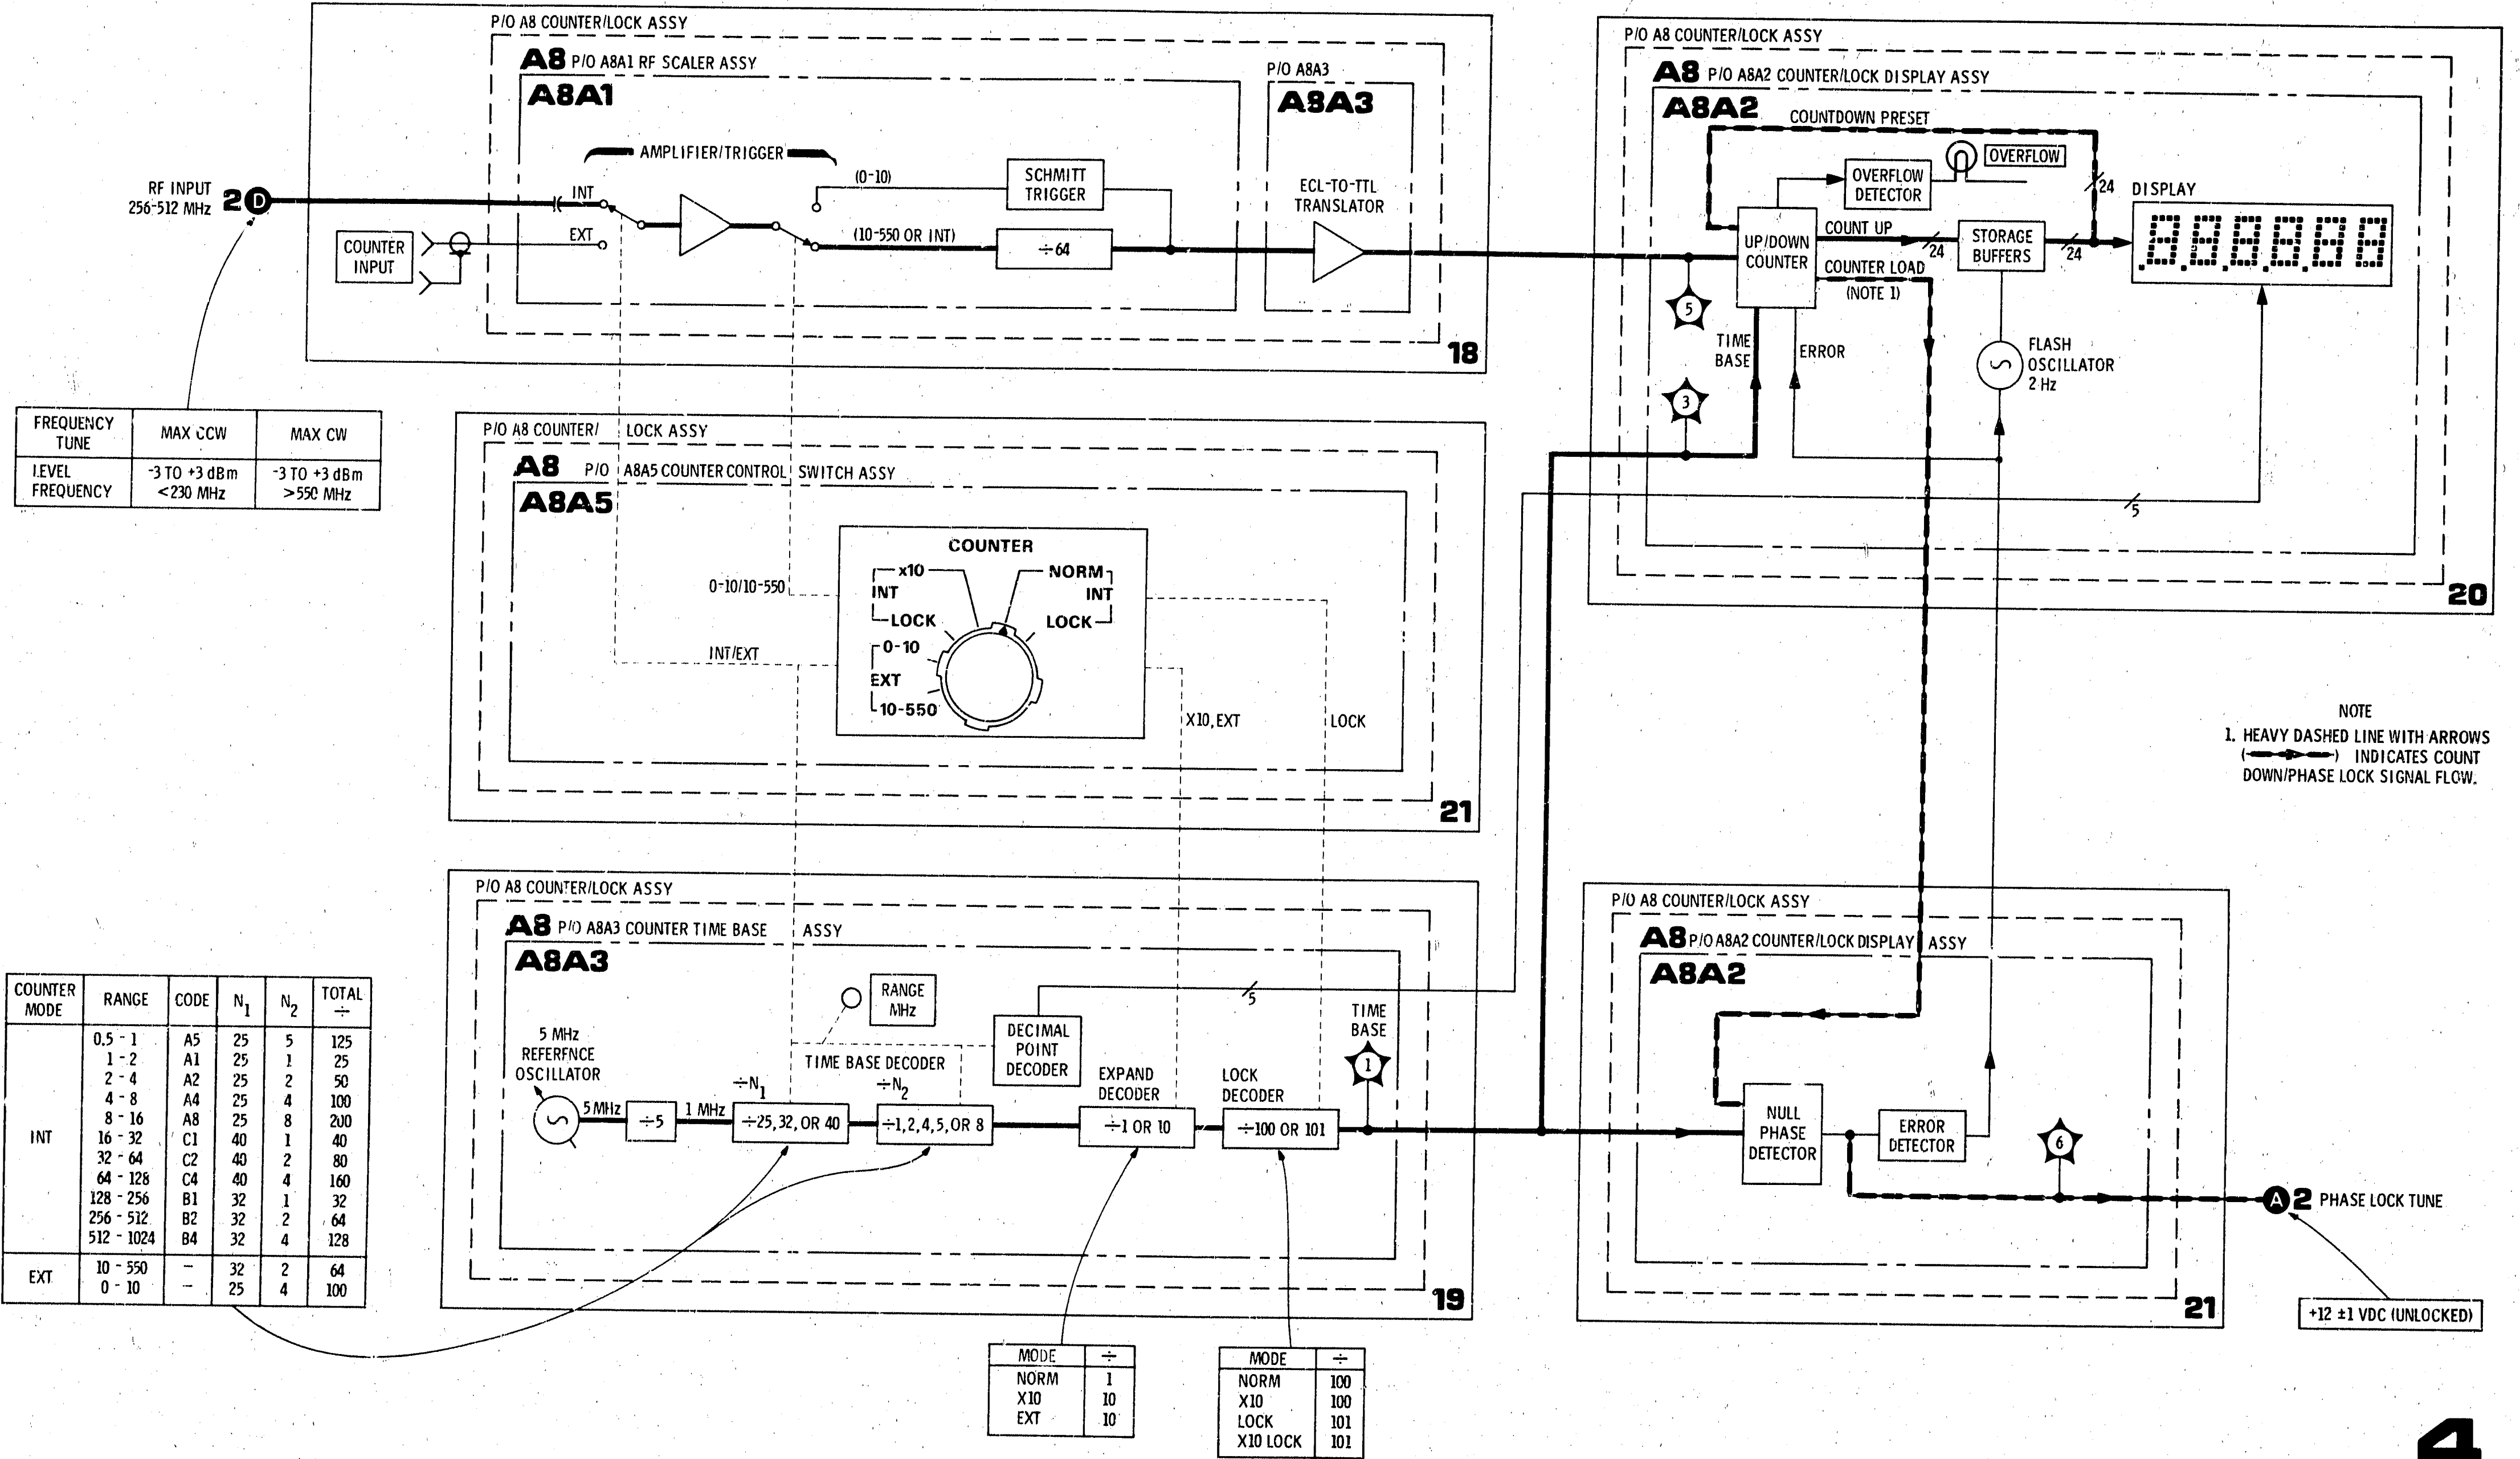 P/O A8 COUNTER/LOCK ASSY
A8 P/O A8A1 RF SCALER ASSY
A8A1
P/O A8A3
A8A3
AMPLIFIER/TRIGGER
RF INPUT
256-512 MHz
2 D
INT
EXT
COUNTER
INPUT
(0-10)
SCHMITT
TRIGGER
(10-550 OR INT)
÷64
ECL-TO-TTL
TRANSLATOR
18
FREQUENCY TUNE | MAX CCW | MAX CW
LEVEL | -3 TO +3 dBm | -3 TO +3 dBm
FREQUENCY | <230 MHz | >550 MHz
P/O A8 COUNTER/LOCK ASSY
A8 P/O A8A2 COUNTER/LOCK DISPLAY ASSY
A8A2
COUNTDOWN PRESET
OVERFLOW
DETECTOR
OVERFLOW
24
DISPLAY
UP/DOWN
COUNTER
COUNT UP
24
STORAGE
BUFFERS
24
COUNTER LOAD
(NOTE 1)
5
TIME
BASE
ERROR
FLASH
OSCILLATOR
2 Hz
3
5
20
P/O A8 COUNTER/ LOCK ASSY
A8 P/O A8A5 COUNTER CONTROL SWITCH ASSY
A8A5
COUNTER
x10
INT
LOCK
NORM
INT
LOCK
0-10
EXT
10-550
0-10/10-550
INT/EXT
X10, EXT
LOCK
21
NOTE
1. HEAVY DASHED LINE WITH ARROWS
( ) INDICATES COUNT
DOWN/PHASE LOCK SIGNAL FLOW.
P/O A8 COUNTER/LOCK ASSY
A8 P/O A8A3 COUNTER TIME BASE ASSY
A8A3
5 MHz
REFERENCE
OSCILLATOR
RANGE
MHz
TIME BASE DECODER
DECIMAL
POINT
DECODER
5
TIME
BASE
1
5 MHz
÷5
1 MHz
÷N1
÷25,32, OR 40
÷N2
÷1,2,4,5, OR 8
EXPAND
DECODER
÷1 OR 10
LOCK
DECODER
÷100 OR 101
19
COUNTER MODE | RANGE | CODE | N1 | N2 | TOTAL ÷
INT
0.5 - 1 | A5 | 25 | 5 | 125
1 - 2 | A1 | 25 | 1 | 25
2 - 4 | A2 | 25 | 2 | 50
4 - 8 | A4 | 25 | 4 | 100
8 - 16 | A8 | 25 | 8 | 200
16 - 32 | C1 | 40 | 1 | 40
32 - 64 | C2 | 40 | 2 | 80
64 - 128 | C4 | 40 | 4 | 160
128 - 256 | B1 | 32 | 1 | 32
256 - 512 | B2 | 32 | 2 | 64
512 - 1024 | B4 | 32 | 4 | 128
EXT
10 - 550 | — | 32 | 2 | 64
0 - 10 | — | 25 | 4 | 100
MODE | ÷
NORM | 1
X10 | 10
EXT | 10
MODE | ÷
NORM | 100
X10 | 100
LOCK | 101
X10 LOCK | 101
P/O A8 COUNTER/LOCK ASSY
A8 P/O A8A2 COUNTER/LOCK DISPLAY ASSY
A8A2
NULL
PHASE
DETECTOR
ERROR
DETECTOR
6
A 2 PHASE LOCK TUNE
21
+12 ±1 VDC (UNLOCKED)
4